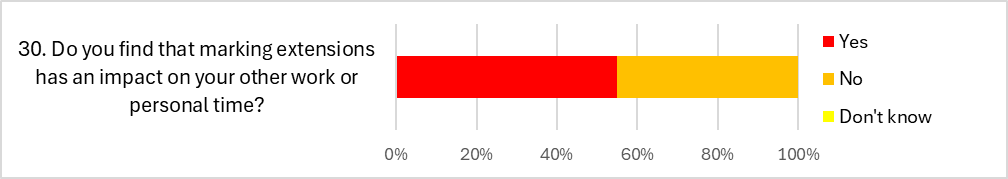 30. Do you find that marking extensions
has an impact on your other work or
personal time?
Yes
No
Don't know
0% 20% 40% 60% 80% 100%